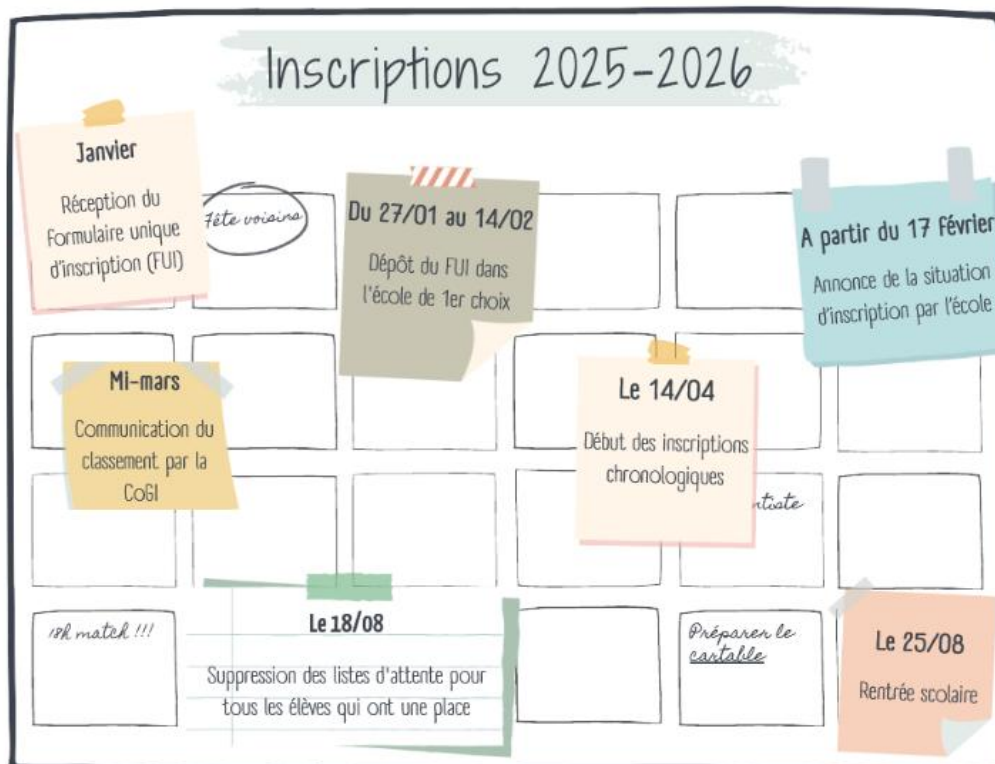 Inscriptions 2025-2026
Janvier
Réception du
formulaire unique
d'inscription (FUI)
Fête voisins
Du 27/01 au 14/02
Dépôt du FUI dans
l'école de 1er choix
A partir du 17 février
Annonce de la situation
d'inscription par l'école
Mi-mars
Communication du
classement par la
CoGI
Le 14/04
Début des inscriptions
chronologiques
ntiste
18h match !!!
Le 18/08
Suppression des listes d'attente pour
tous les élèves qui ont une place
Préparer le
cartable
Le 25/08
Rentrée scolaire